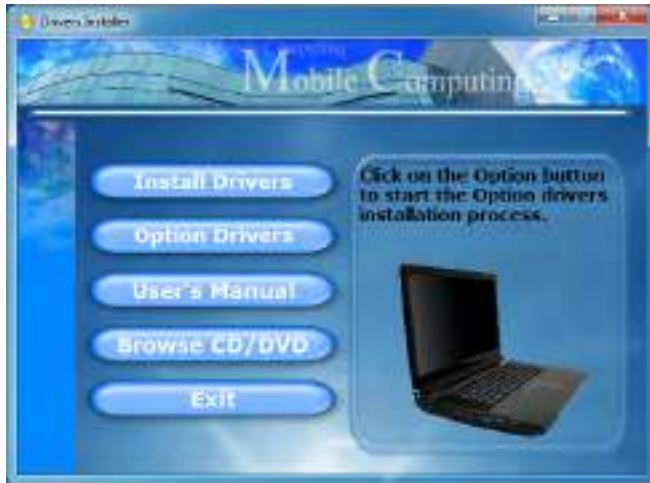 Drivers Installer
Mobile Computing
Install Drivers
Option Drivers
User's Manual
Browse CD/DVD
Exit
Click on the Option button
to start the Option drivers
installation process.